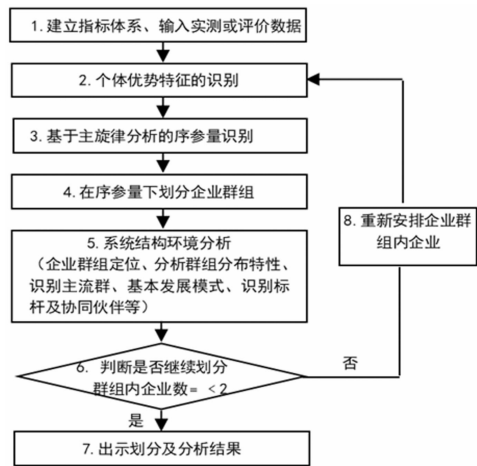 1.建立指标体系、输入实测或评价数据
2.个体优势特征的识别
3.基于主旋律分析的序参量识别
4.在序参量下划分企业群组
5.系统结构环境分析
（企业群组定位、分析群组分布特性、
识别主流群、基本发展模式、识别标
杆及协同伙伴等）
8.重新安排企业群
组内企业
6. 判断是否继续划分
群组内企业数= <2
否
是
7.出示划分及分析结果